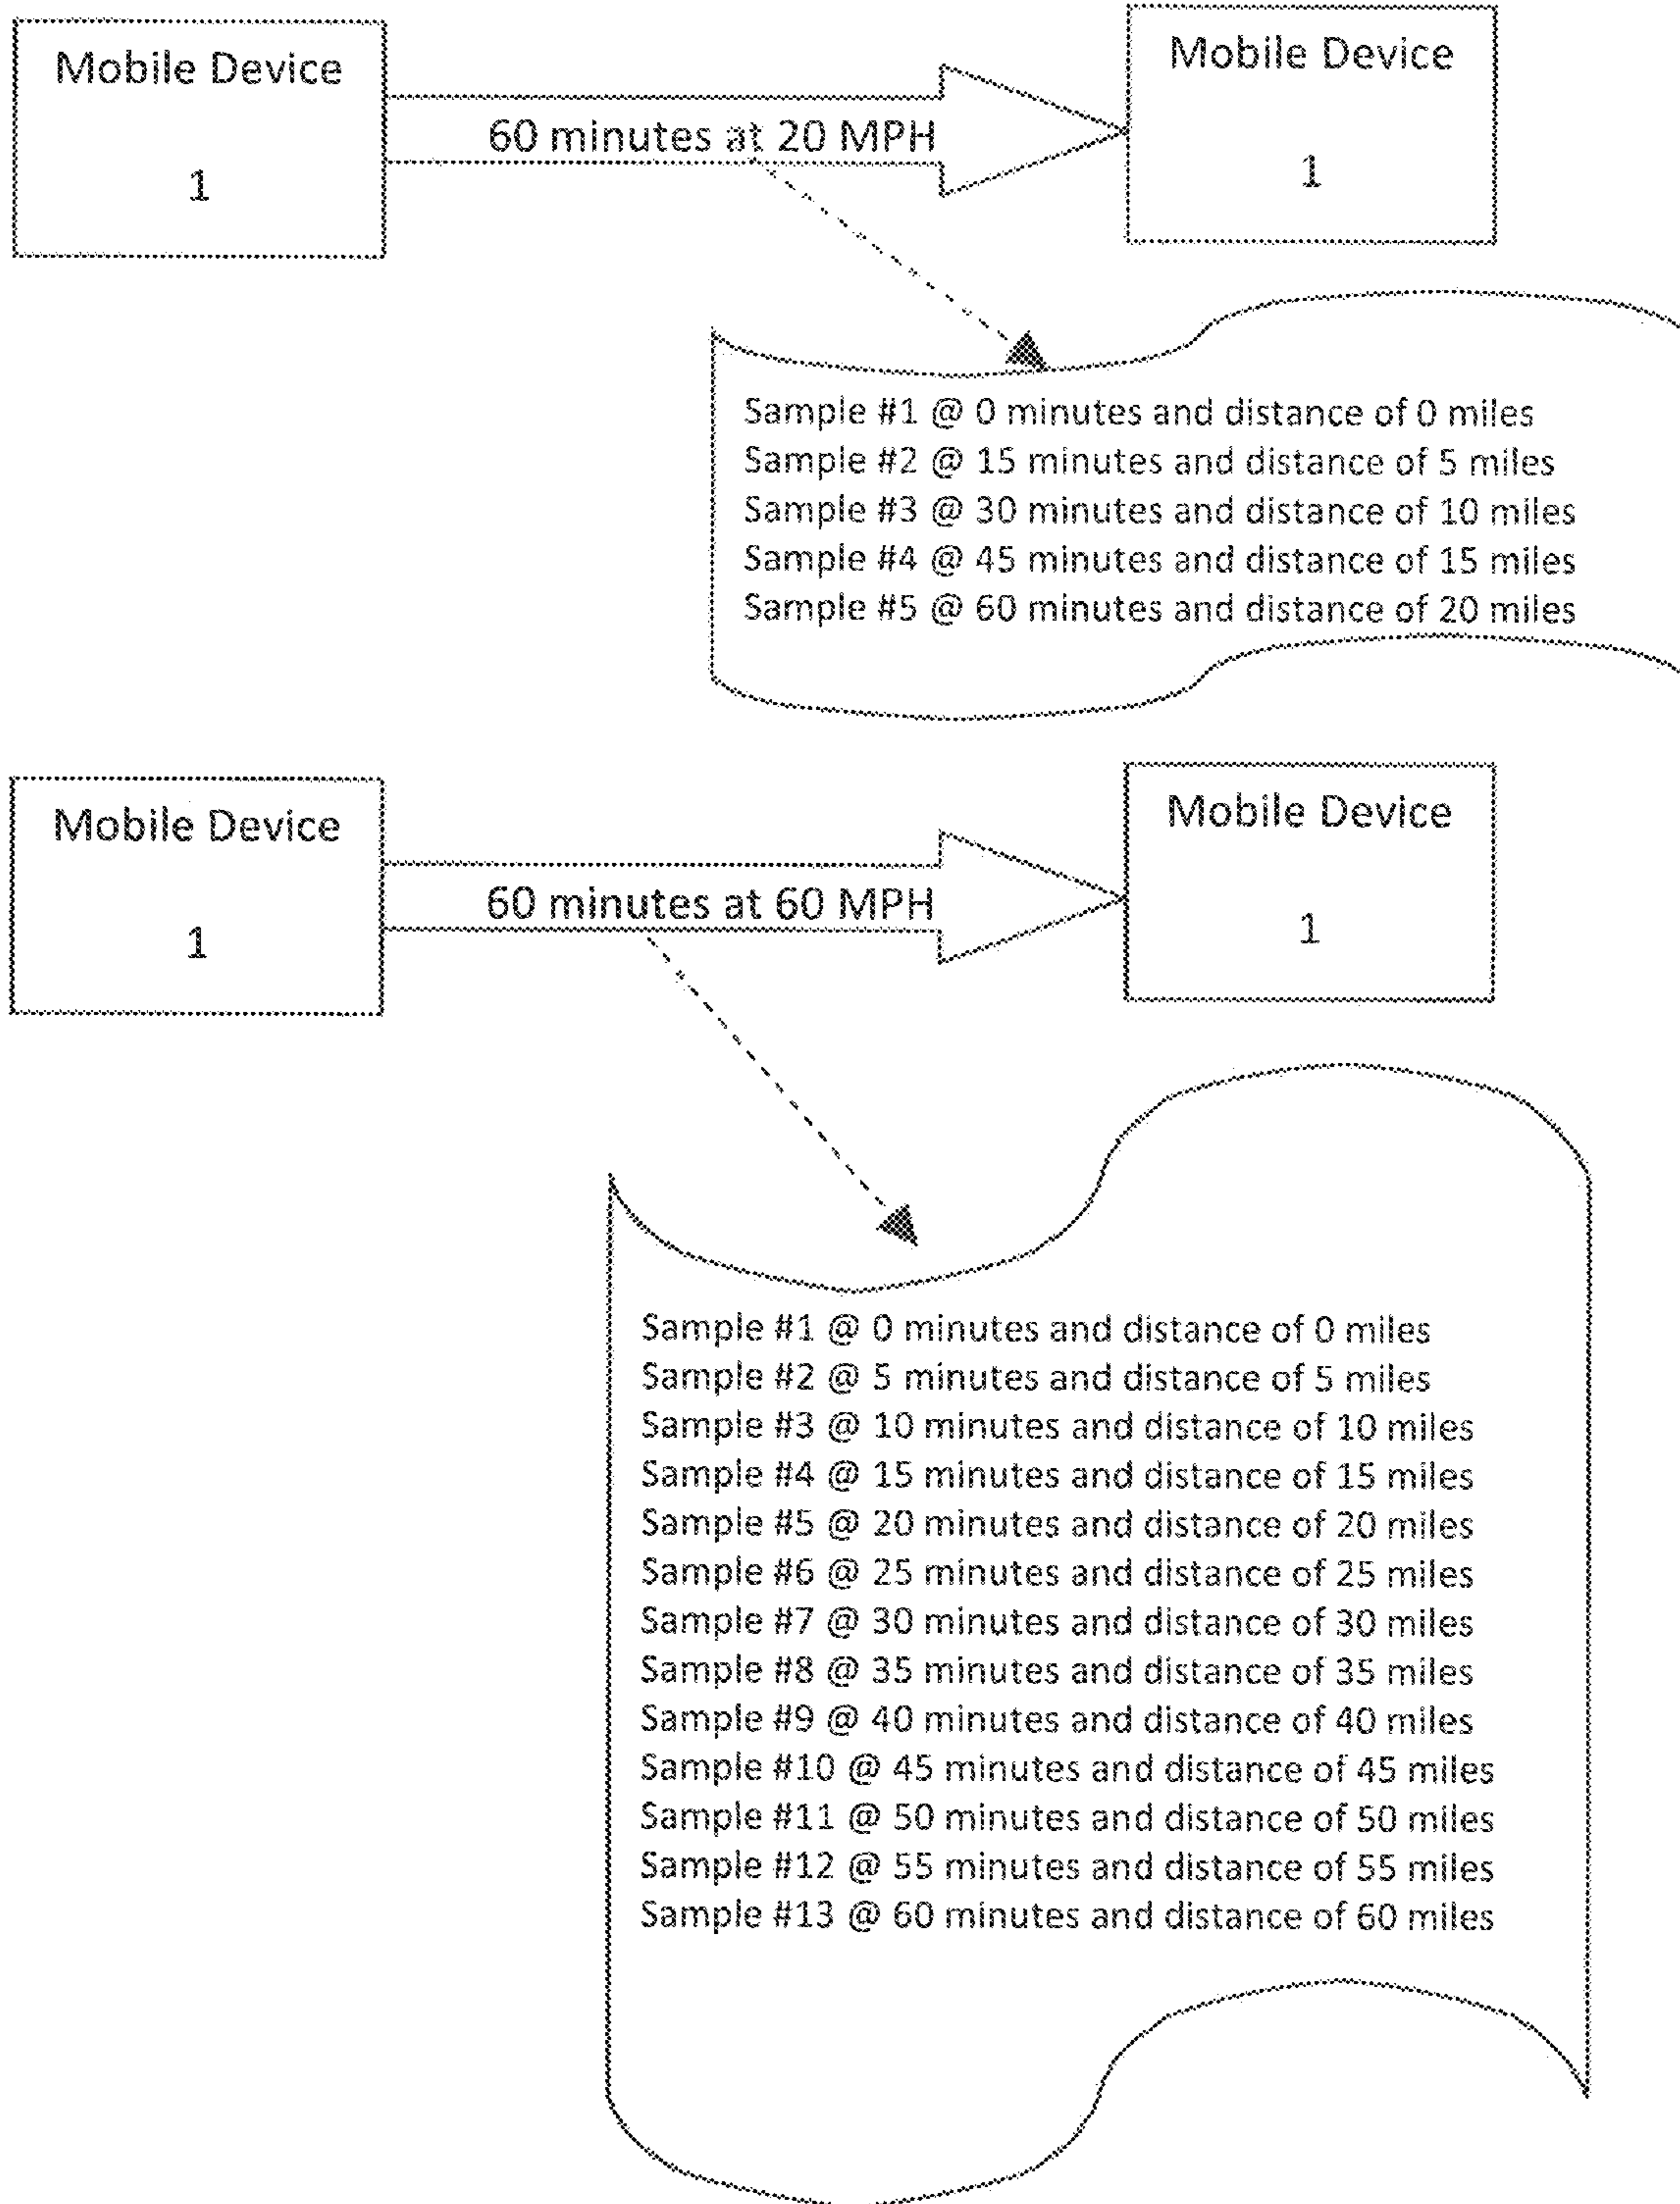 Mobile Device
1
60 minutes at 20 MPH
Mobile Device
1
Sample #1 @ 0 minutes and distance of 0 miles
Sample #2 @ 15 minutes and distance of 5 miles
Sample #3 @ 30 minutes and distance of 10 miles
Sample #4 @ 45 minutes and distance of 15 miles
Sample #5 @ 60 minutes and distance of 20 miles
Mobile Device
1
60 minutes at 60 MPH
Mobile Device
1
Sample #1 @ 0 minutes and distance of 0 miles
Sample #2 @ 5 minutes and distance of 5 miles
Sample #3 @ 10 minutes and distance of 10 miles
Sample #4 @ 15 minutes and distance of 15 miles
Sample #5 @ 20 minutes and distance of 20 miles
Sample #6 @ 25 minutes and distance of 25 miles
Sample #7 @ 30 minutes and distance of 30 miles
Sample #8 @ 35 minutes and distance of 35 miles
Sample #9 @ 40 minutes and distance of 40 miles
Sample #10 @ 45 minutes and distance of 45 miles
Sample #11 @ 50 minutes and distance of 50 miles
Sample #12 @ 55 minutes and distance of 55 miles
Sample #13 @ 60 minutes and distance of 60 miles